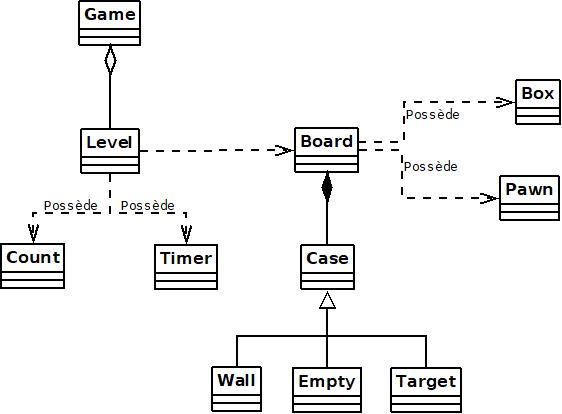 Game
Level
Board
Box
Possède
Possède
Pawn
Possède
Possède
Count
Timer
Case
Wall
Empty
Target